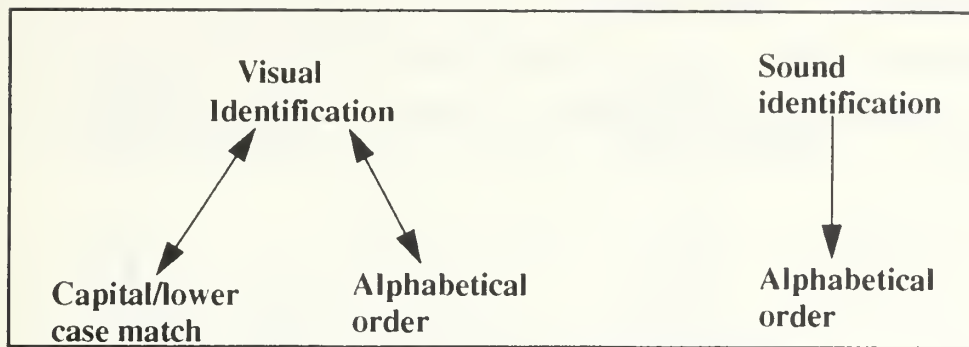 Visual
Identification
Sound
identification
Capital/lower
case match
Alphabetical
order
Alphabetical
order